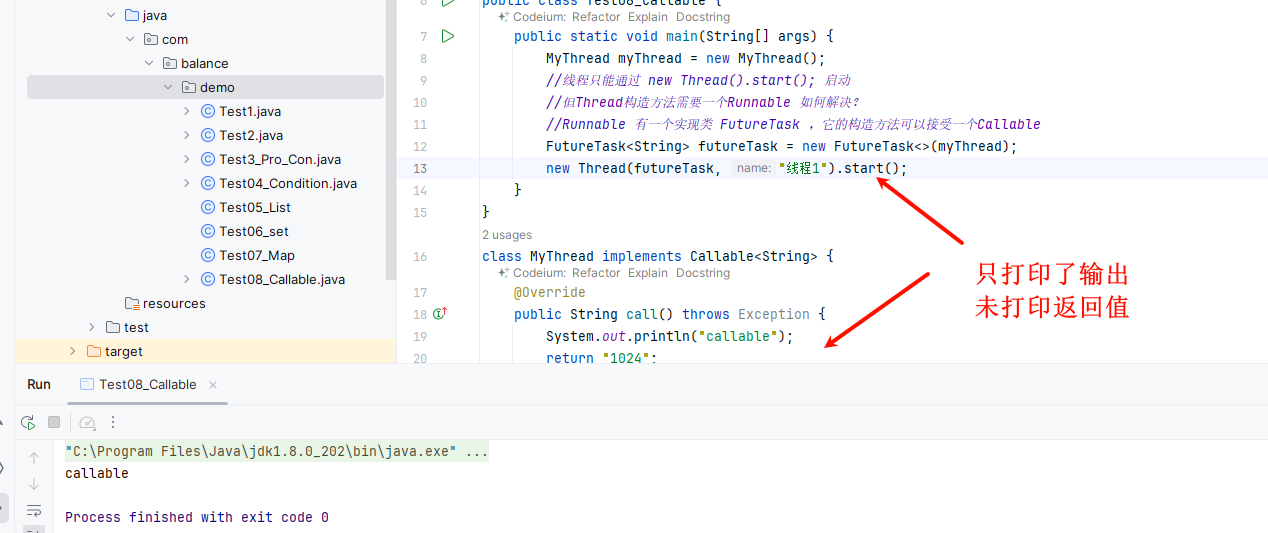 java
com
balance
demo
Test1.java
Test2.java
Test3_Pro_Con.java
Test04_Condition.java
Test05_List
Test06_set
Test07_Map
Test08_Callable.java
resources
test
target
public class Test08_Callable {
Codeium: Refactor Explain Docstring
7 public static void main(String[] args) {
8 MyThread myThread = new MyThread();
9 //线程只能通过 new Thread().start(); 启动
10 //但Thread构造方法需要一个Runnable 如何解决?
11 //Runnable 有一个实现类 FutureTask ，它的构造方法可以接受一个Callable
12 FutureTask<String> futureTask = new FutureTask<>(myThread);
13 new Thread(futureTask, name: "线程1").start();
14 }
15 }
2 usages
16 class MyThread implements Callable<String> {
Codeium: Refactor Explain Docstring
17 @Override
18 public String call() throws Exception {
19 System.out.println("callable");
20 return "1024";
只打印了输出
未打印返回值
Run Test08_Callable
"C:\Program Files\Java\jdk1.8.0_202\bin\java.exe" ...
callable
Process finished with exit code 0